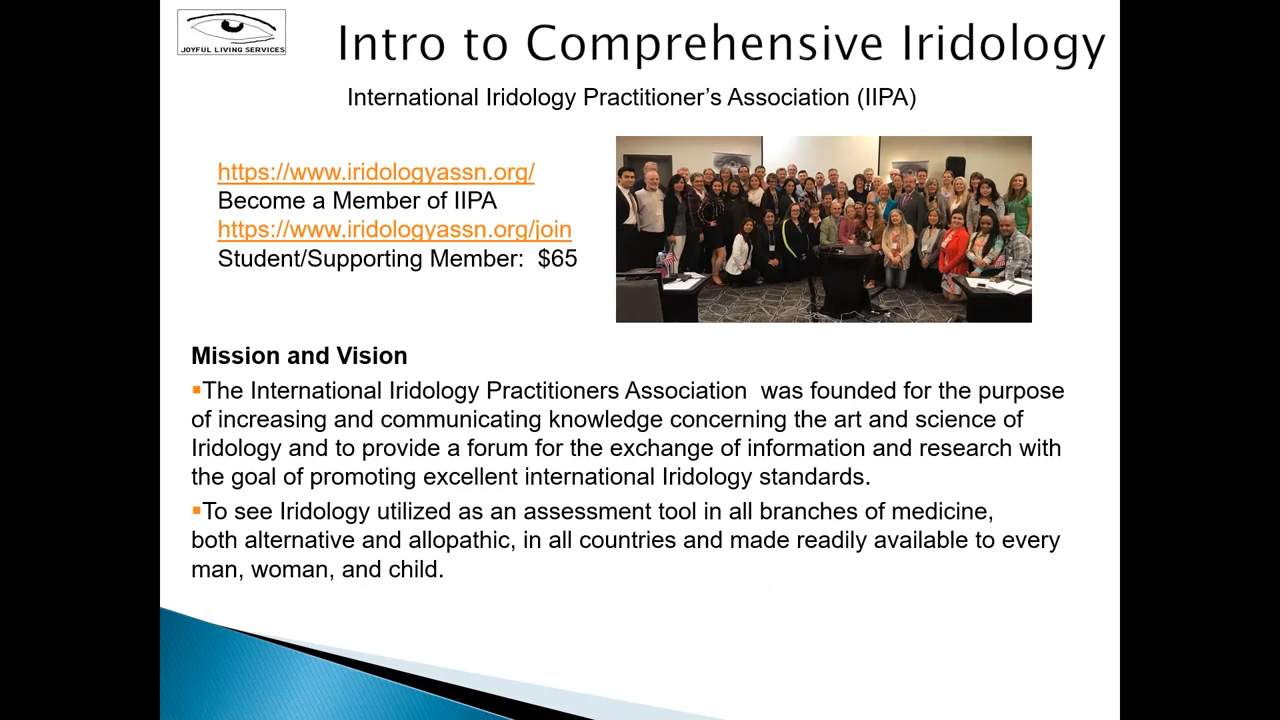 JOYFUL LIVING SERVICES
Intro to Comprehensive Iridology
International Iridology Practitioner’s Association (IIPA)
https://www.iridologyassn.org/
Become a Member of IIPA
https://www.iridologyassn.org/join
Student/Supporting Member:  $65
Mission and Vision
▪The International Iridology Practitioners Association  was founded for the purpose
of increasing and communicating knowledge concerning the art and science of
Iridology and to provide a forum for the exchange of information and research with
the goal of promoting excellent international Iridology standards.
▪To see Iridology utilized as an assessment tool in all branches of medicine,
both alternative and allopathic, in all countries and made readily available to every
man, woman, and child.